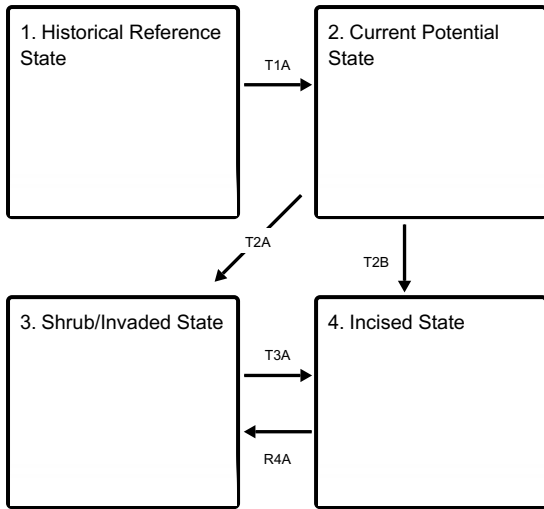 1. Historical Reference
State
T1A
2. Current Potential
State
T2A
T2B
3. Shrub/Invaded State
T3A
R4A
4. Incised State